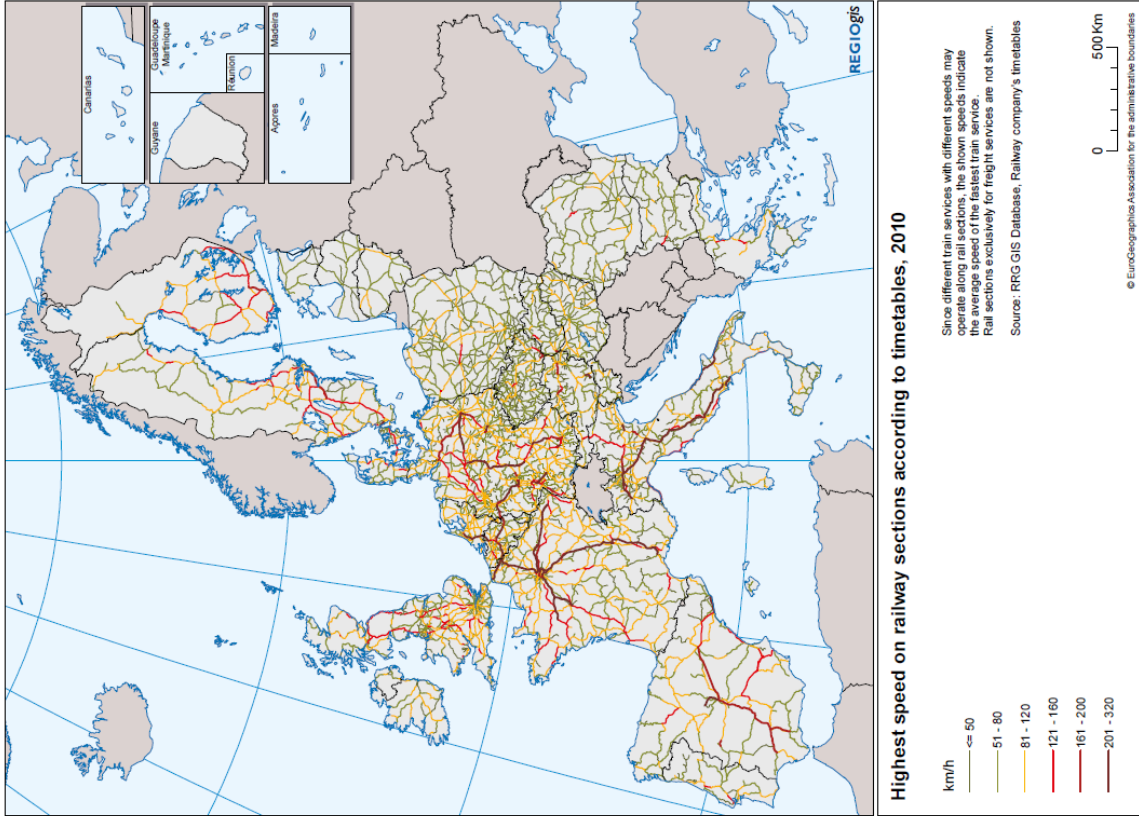 Canarias
Guyane
Guadeloupe
Martinique
Réunion
Açores
Madeira
REGIOgis
Highest speed on railway sections according to timetables, 2010
km/h
<= 50
51 - 80
81 - 120
121 - 160
161 - 200
201 - 320
Since different train services with different speeds may
operate along rail sections, the shown speeds indicate
the average speed of the fastest train service.
Rail sections exclusively for freight services are not shown.
Source: RRG GIS Database, Railway company's timetables
0 500 Km
© EuroGeographics Association for the administrative boundaries